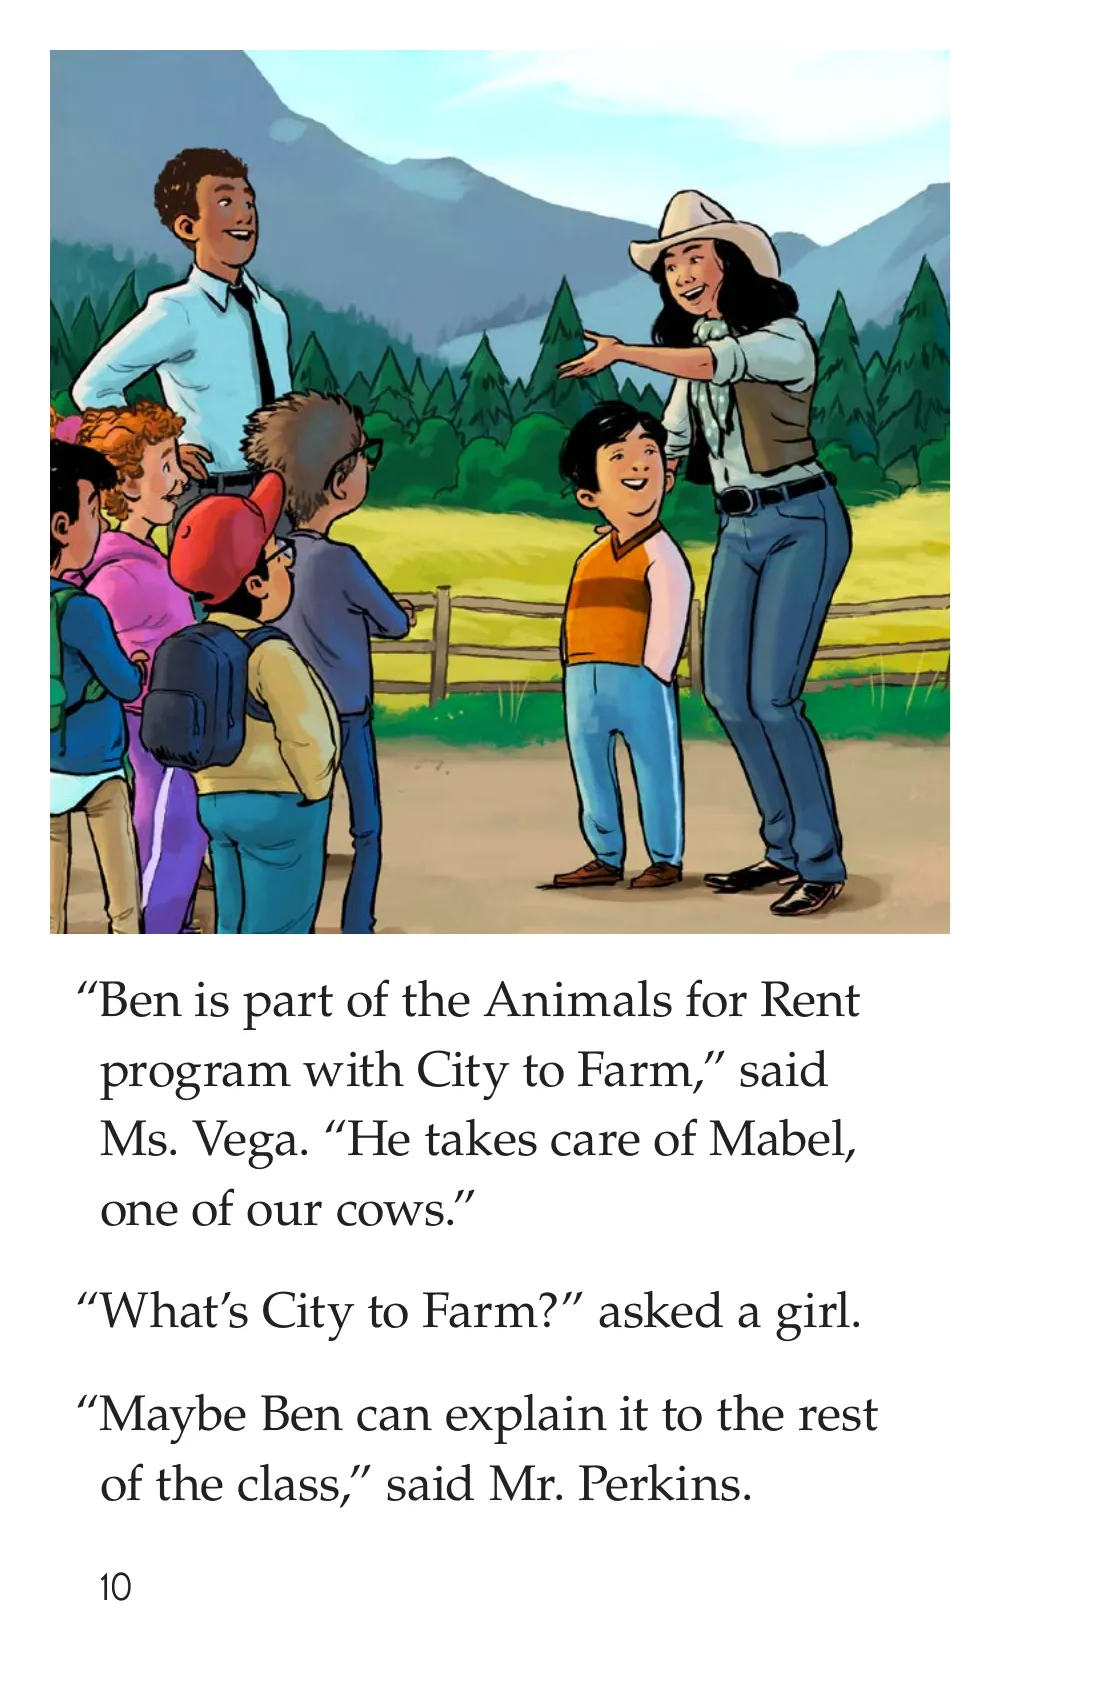 “Ben is part of the Animals for Rent
program with City to Farm,” said
Ms. Vega. “He takes care of Mabel,
one of our cows.”
“What’s City to Farm?” asked a girl.
“Maybe Ben can explain it to the rest
of the class,” said Mr. Perkins.
10